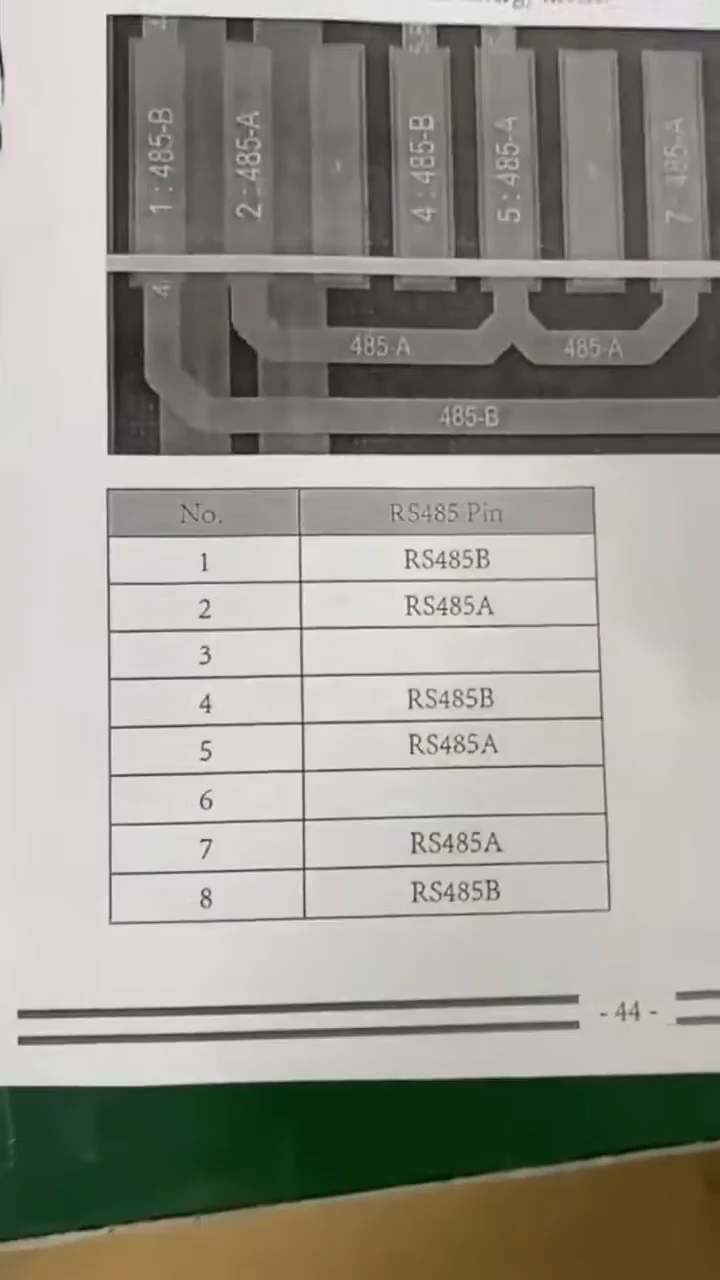 1 : 485-B
2 : 485-A
4 : 485-B
5 : 485-A
7 : 485-A
485-A
485-A
485-B
No. RS485 Pin
1 RS485B
2 RS485A
3
4 RS485B
5 RS485A
6
7 RS485A
8 RS485B
- 44 -